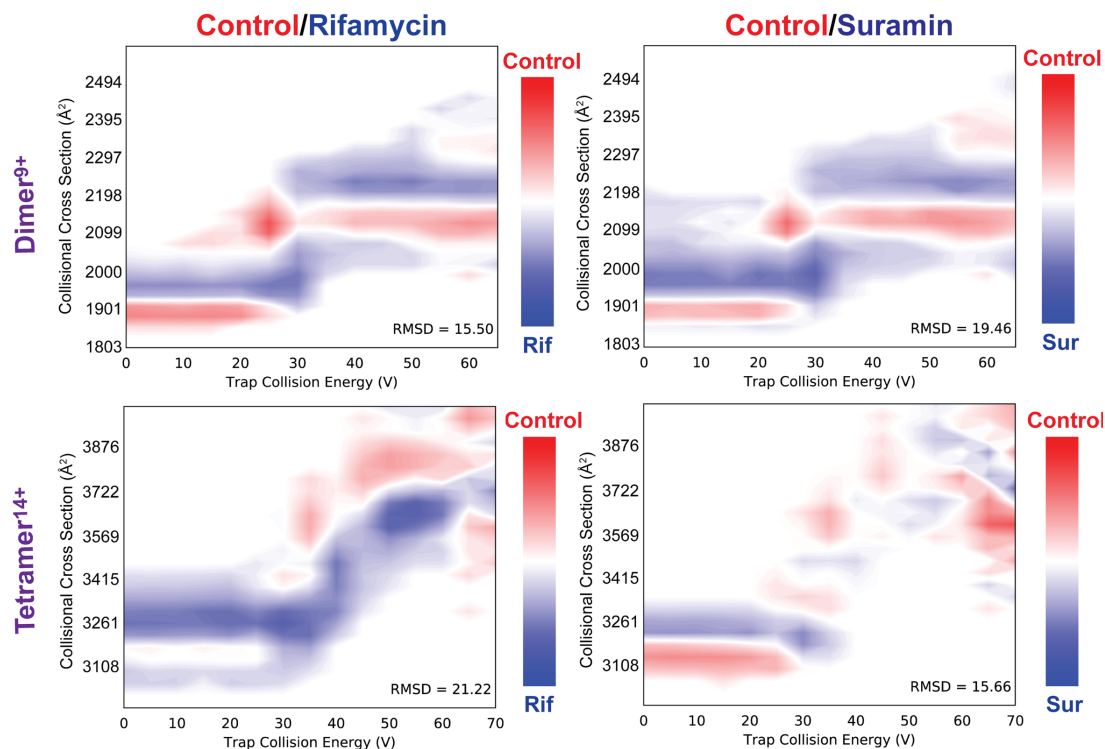 Control/Rifamycin
Control/Suramin
Dimer9+
Collisional Cross Section (Å2)
2494
2395
2297
2198
2099
2000
1901
1803
0
10
20
30
40
50
60
Trap Collision Energy (V)
RMSD = 15.50
Control
Rif
Collisional Cross Section (Å2)
2494
2395
2297
2198
2099
2000
1901
1803
0
10
20
30
40
50
60
Trap Collision Energy (V)
RMSD = 19.46
Control
Sur
Tetramer14+
Collisional Cross Section (Å2)
3876
3722
3569
3415
3261
3108
0
10
20
30
40
50
60
70
Trap Collision Energy (V)
RMSD = 21.22
Control
Rif
Collisional Cross Section (Å2)
3876
3722
3569
3415
3261
3108
0
10
20
30
40
50
60
70
Trap Collision Energy (V)
RMSD = 15.66
Control
Sur